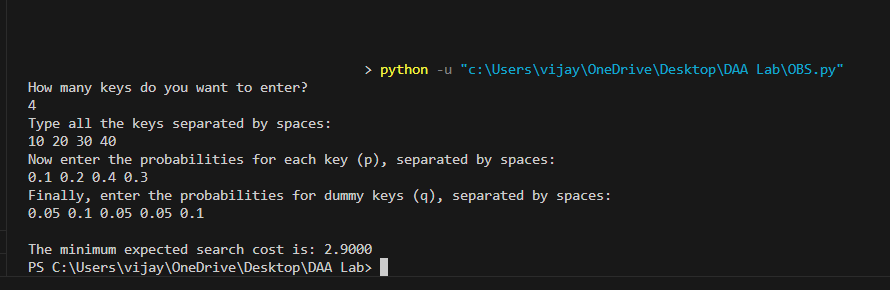 > python -u "c:\Users\vijay\OneDrive\Desktop\DAA Lab\OBS.py"
How many keys do you want to enter?
4
Type all the keys separated by spaces:
10 20 30 40
Now enter the probabilities for each key (p), separated by spaces:
0.1 0.2 0.4 0.3
Finally, enter the probabilities for dummy keys (q), separated by spaces:
0.05 0.1 0.05 0.05 0.1
The minimum expected search cost is: 2.9000
PS C:\Users\vijay\OneDrive\Desktop\DAA Lab>